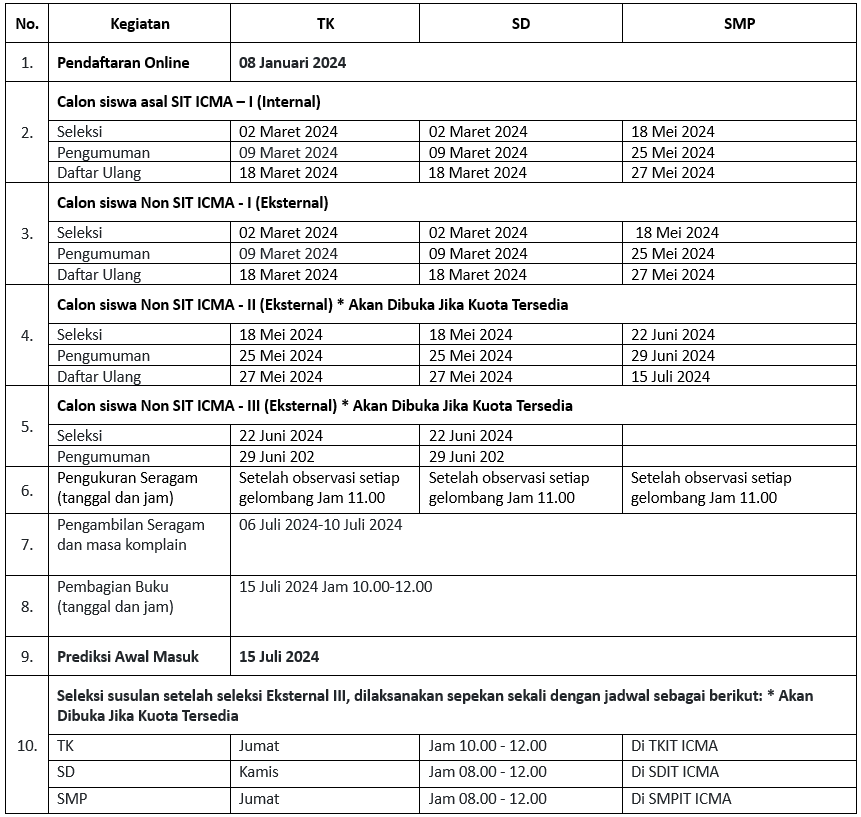 No. Kegiatan TK SD SMP
1. Pendaftaran Online 08 Januari 2024
2. Calon siswa asal SIT ICMA – I (Internal)
Seleksi 02 Maret 2024 02 Maret 2024 18 Mei 2024
Pengumuman 09 Maret 2024 09 Maret 2024 25 Mei 2024
Daftar Ulang 18 Maret 2024 18 Maret 2024 27 Mei 2024
3. Calon siswa Non SIT ICMA - I (Eksternal)
Seleksi 02 Maret 2024 02 Maret 2024 18 Mei 2024
Pengumuman 09 Maret 2024 09 Maret 2024 25 Mei 2024
Daftar Ulang 18 Maret 2024 18 Maret 2024 27 Mei 2024
4. Calon siswa Non SIT ICMA - II (Eksternal) * Akan Dibuka Jika Kuota Tersedia
Seleksi 18 Mei 2024 18 Mei 2024 22 Juni 2024
Pengumuman 25 Mei 2024 25 Mei 2024 29 Juni 2024
Daftar Ulang 27 Mei 2024 27 Mei 2024 15 Juli 2024
5. Calon siswa Non SIT ICMA - III (Eksternal) * Akan Dibuka Jika Kuota Tersedia
Seleksi 22 Juni 2024 22 Juni 2024
Pengumuman 29 Juni 202 29 Juni 202
6. Pengukuran Seragam Setelah observasi setiap Setelah observasi setiap Setelah observasi setiap
(tanggal dan jam) gelombang Jam 11.00 gelombang Jam 11.00 gelombang Jam 11.00
7. Pengambilan Seragam 06 Juli 2024-10 Juli 2024
dan masa komplain
8. Pembagian Buku 15 Juli 2024 Jam 10.00-12.00
(tanggal dan jam)
9. Prediksi Awal Masuk 15 Juli 2024
10. Seleksi susulan setelah seleksi Eksternal III, dilaksanakan sepekan sekali dengan jadwal sebagai berikut: * Akan
Dibuka Jika Kuota Tersedia
TK Jumat Jam 10.00 - 12.00 Di TKIT ICMA
SD Kamis Jam 08.00 - 12.00 Di SDIT ICMA
SMP Jumat Jam 08.00 - 12.00 Di SMPIT ICMA